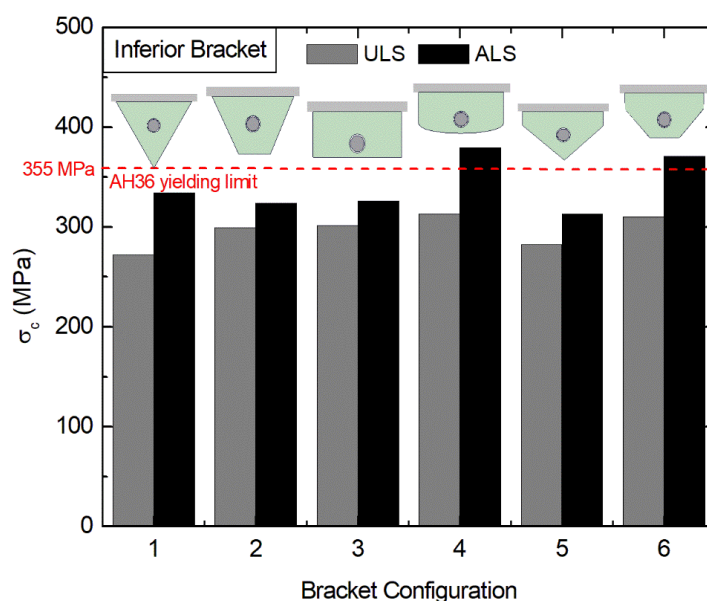 500
Inferior Bracket
ULS
ALS
400
355 MPa
AH36 yielding limit
300
200
100
0
σc (MPa)
1 2 3 4 5 6
Bracket Configuration